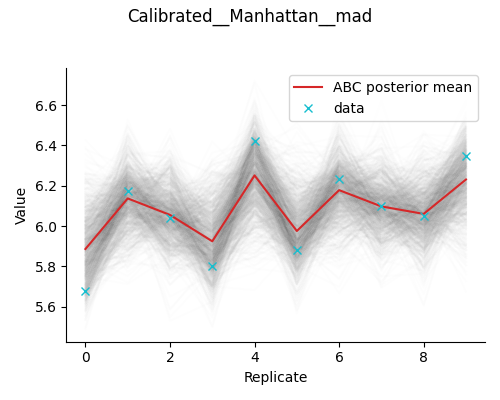 Calibrated__Manhattan__mad
ABC posterior mean
data
Value
6.6
6.4
6.2
6.0
5.8
5.6
0 2 4 6 8
Replicate